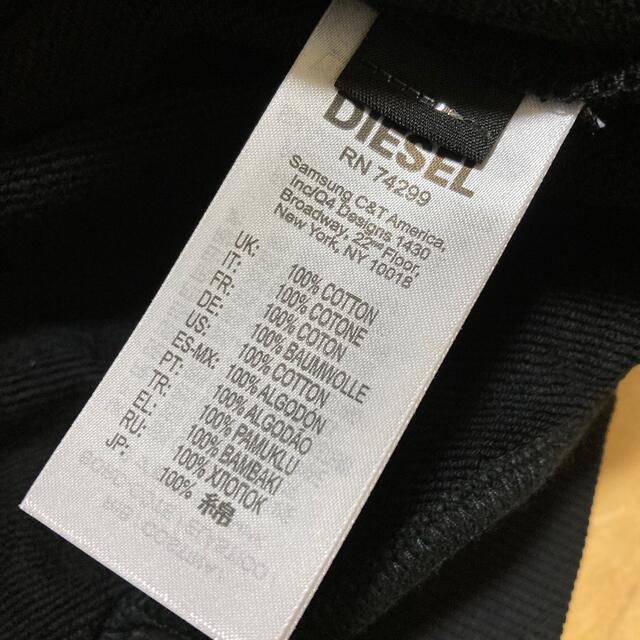 DIESEL
RN 74299
Samsung C&T America,
Inc/Q4 Designs 1430
Broadway, 22nd Floor,
New York, NY 10018
UK: 100% COTTON
IT: 100% COTONE
FR: 100% COTON
DE: 100% BAUMWOLLE
US: 100% COTTON
ES-MX: 100% ALGODÓN
PT: 100% ALGODÃO
TR: 100% PAMUKLU
EL: 100% ΒΑΜΒΑΚΙ
RU: 100% ХЛОПОК
JP: 100% 綿